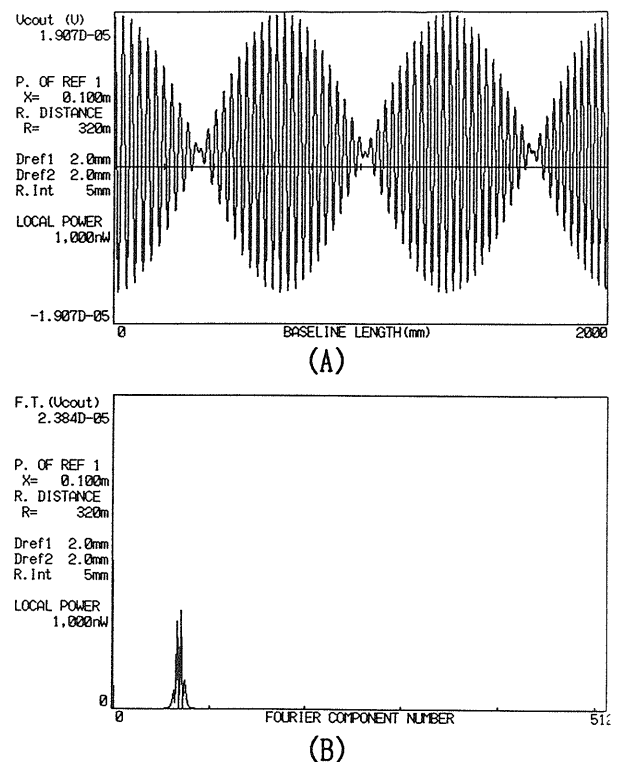 Vcout (V)
1.907D-05
P. OF REF 1
X= 0.100m
R. DISTANCE
R= 320m
Dref1 2.0mm
Dref2 2.0mm
R.Int 5mm
LOCAL POWER
1.000nW
-1.907D-05
0 BASELINE LENGTH(mm) 2000
(A)
F.T.(Vcout)
2.384D-05
P. OF REF 1
X= 0.100m
R. DISTANCE
R= 320m
Dref1 2.0mm
Dref2 2.0mm
R.Int 5mm
LOCAL POWER
1.000nW
0
0 FOURIER COMPONENT NUMBER 512
(B)